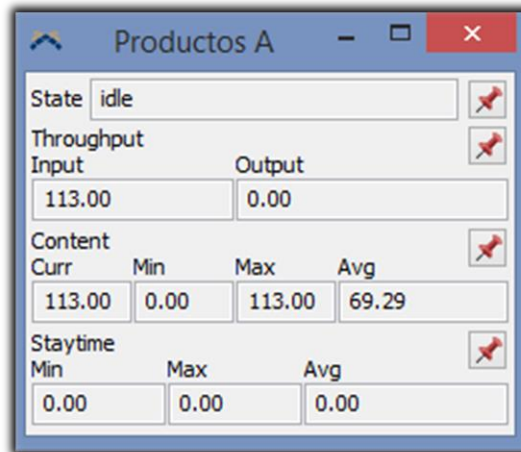 Productos A
State idle
Throughput
Input Output
113.00 0.00
Content
Curr Min Max Avg
113.00 0.00 113.00 69.29
Staytime
Min Max Avg
0.00 0.00 0.00